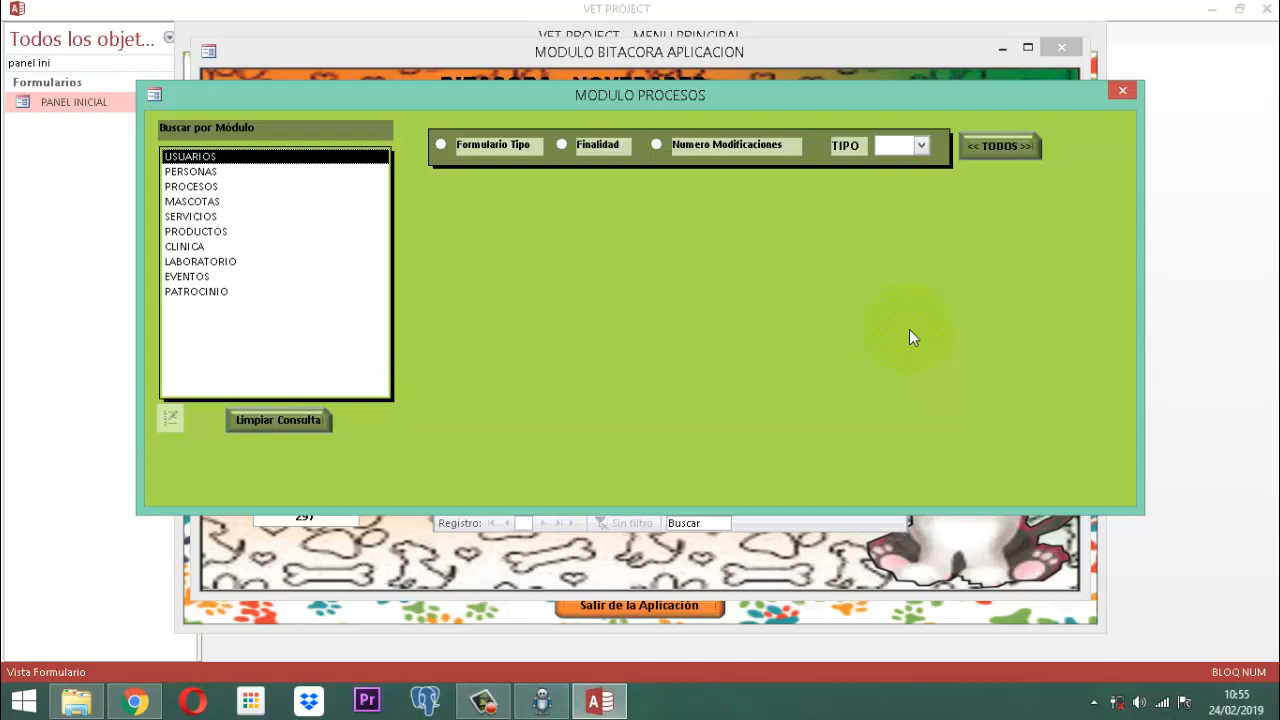 VET PROJECT
Todos los objet...
panel ini
Formularios
PANEL INICIAL
VET PROJECT - MENU PRINCIPAL
MODULO BITACORA APLICACION
MODULO PROCESOS
Buscar por Módulo
USUARIOS
PERSONAS
PROCESOS
MASCOTAS
SERVICIOS
PRODUCTOS
CLINICA
LABORATORIO
EVENTOS
PATROCINIO
Limpiar Consulta
Formulario Tipo
Finalidad
Numero Modificaciones
TIPO
<< TODOS >>
297
Registro:
Sin filtro
Buscar
Salir de la Aplicación
Vista Formulario
BLOQ NUM
Pr
10:55
24/02/2019